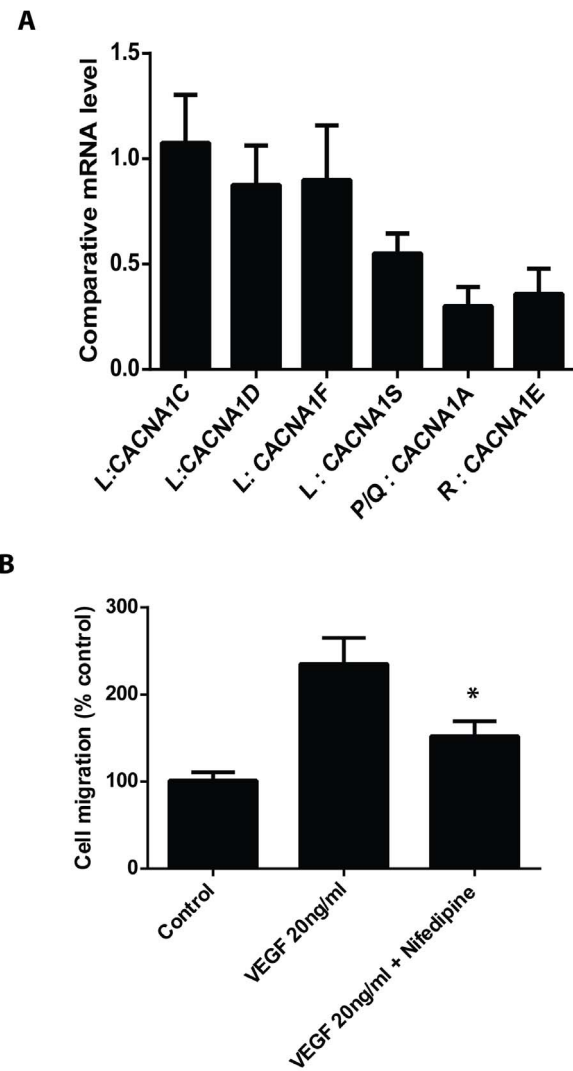 A
Comparative mRNA level
1.5
1.0
0.5
0.0
L:CACNA1C
L:CACNA1D
L: CACNA1F
L : CACNA1S
P/Q : CACNA1A
R : CACNA1E
B
Cell migration (% control)
300
200
100
0
*
Control
VEGF 20ng/ml
VEGF 20ng/ml + Nifedipine